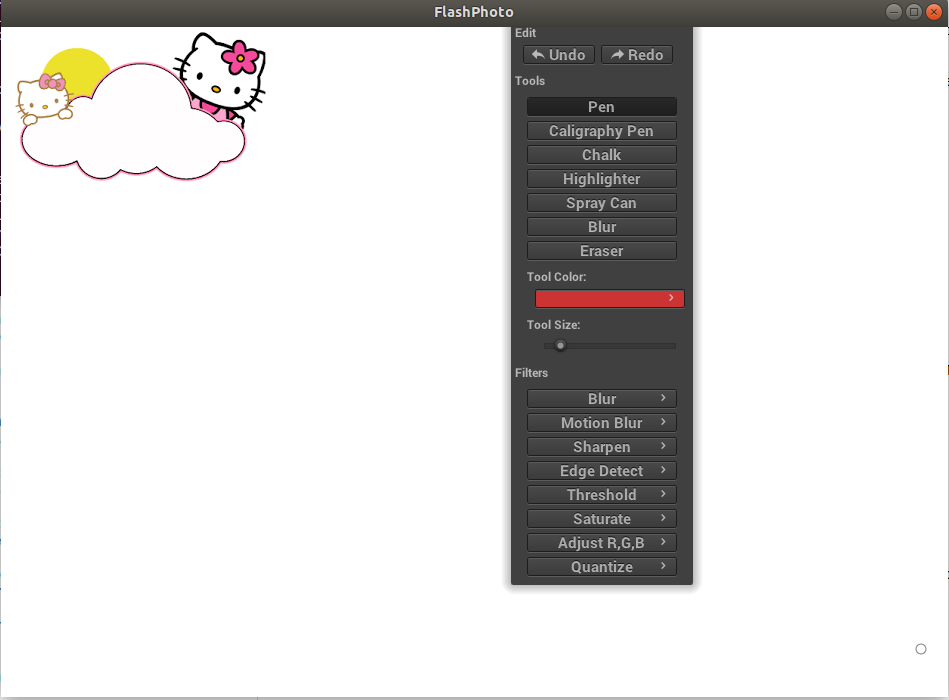 FlashPhoto
Edit
Undo
Redo
Tools
Pen
Caligraphy Pen
Chalk
Highlighter
Spray Can
Blur
Eraser
Tool Color:
Tool Size:
Filters
Blur
Motion Blur
Sharpen
Edge Detect
Threshold
Saturate
Adjust R,G,B
Quantize